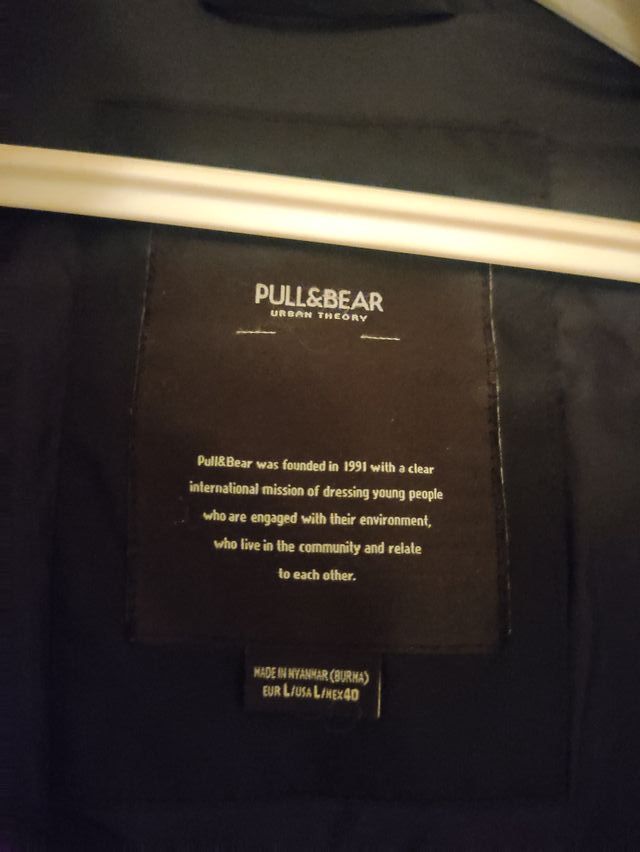 PULL&BEAR
URBAN THEORY
Pull&Bear was founded in 1991 with a clear
international mission of dressing young people
who are engaged with their environment,
who live in the community and relate
to each other.
MADE IN MYANMAR (BURMA)
EUR L/USA L/MEX 40